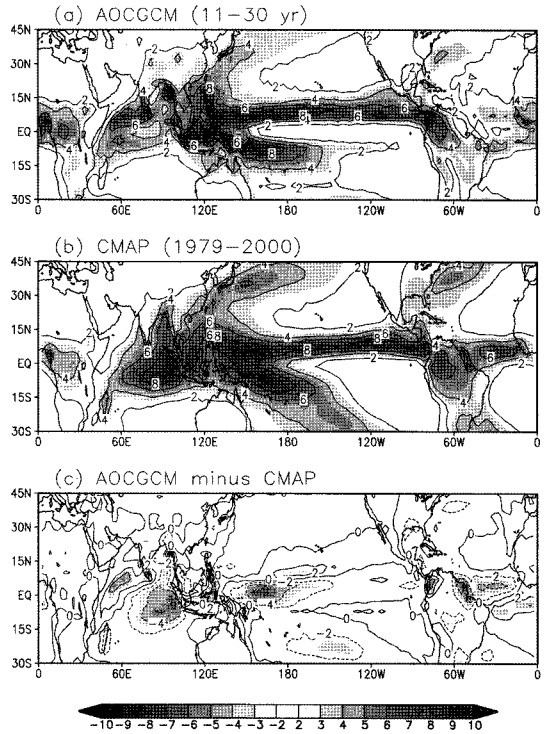 (a) AOCGCM (11-30 yr)
45N
30N
15N
EQ
15S
30S
0 60E 120E 180 120W 60W 0
(b) CMAP (1979-2000)
45N
30N
15N
EQ
15S
30S
0 60E 120E 180 120W 60W 0
(c) AOCGCM minus CMAP
45N
30N
15N
EQ
15S
30S
0 60E 120E 180 120W 60W 0
-10 -9 -8 -7 -6 -5 -4 -3 -2 2 3 4 5 6 7 8 9 10